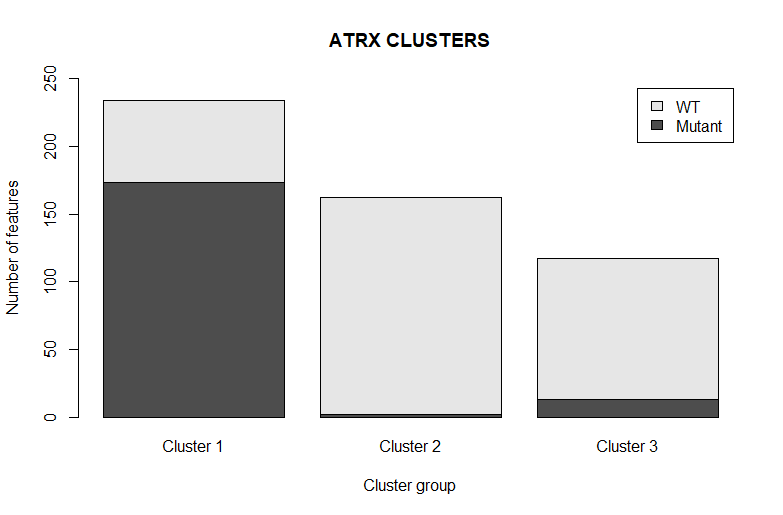 ATRX CLUSTERS
WT
Mutant
Number of features
250
200
150
100
50
0
Cluster 1
Cluster 2
Cluster 3
Cluster group